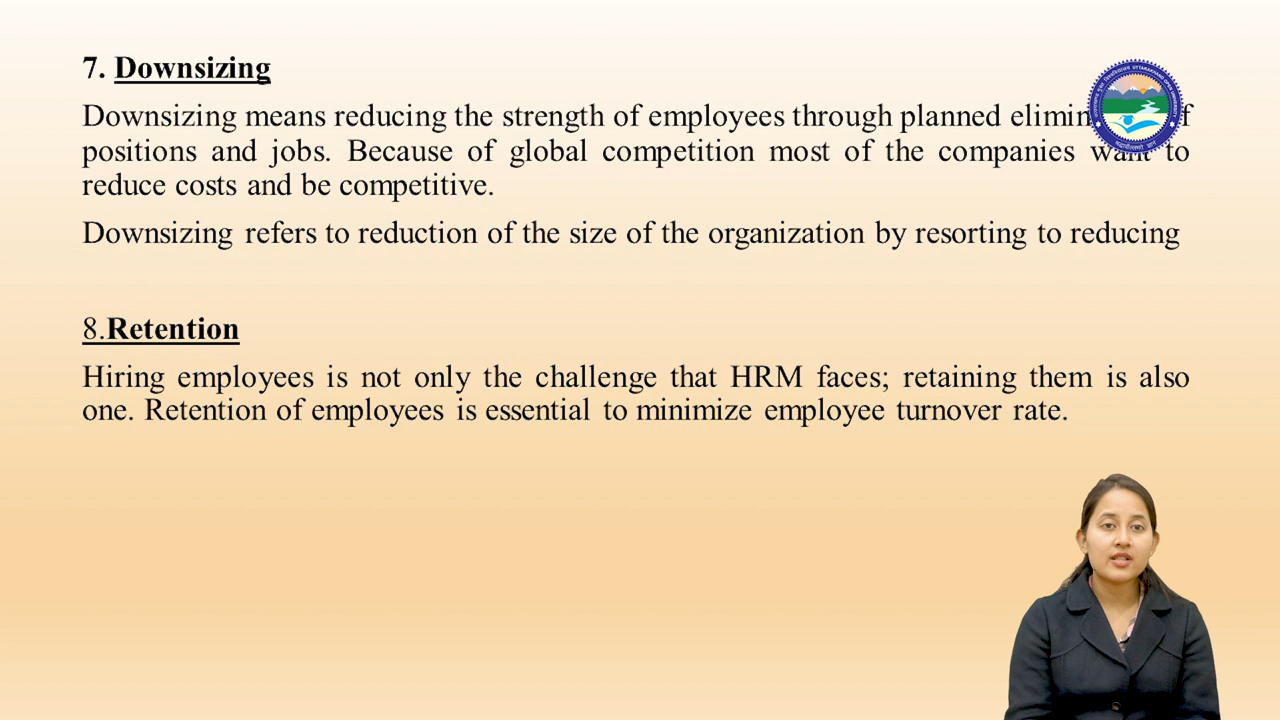 7. Downsizing
Downsizing means reducing the strength of employees through planned elimin f
positions and jobs. Because of global competition most of the companies want to
reduce costs and be competitive.
Downsizing refers to reduction of the size of the organization by resorting to reducing
8.Retention
Hiring employees is not only the challenge that HRM faces; retaining them is also
one. Retention of employees is essential to minimize employee turnover rate.